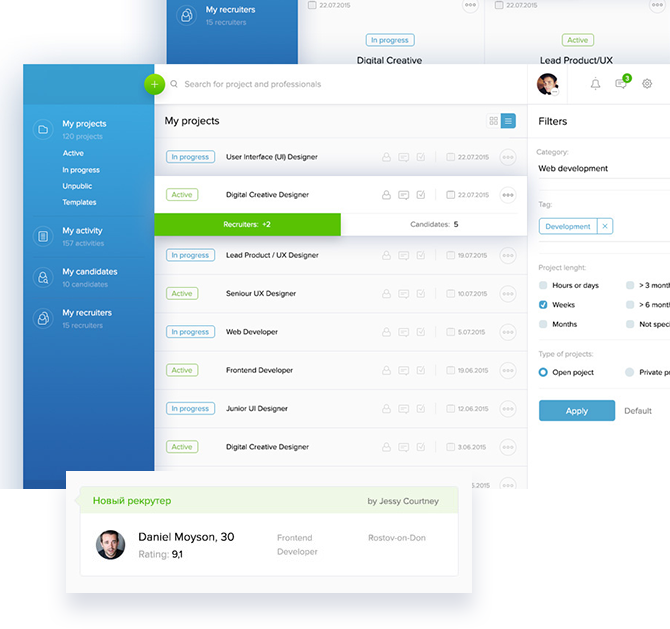 My recruiters
15 recruiters
22.07.2015
22.07.2015
In progress
Active
Digital Creative
Lead Product/UX
+
Search for project and professionals
3
My projects
120 projects
Active
In progress
Unpublic
Templates
My activity
157 activities
My candidates
10 candidates
My recruiters
15 recruiters
My projects
In progress User Interface (UI) Designer 22.07.2015
Active Digital Creative Designer 22.07.2015
Recruiters: +2 Candidates: 5
In progress Lead Product / UX Designer 19.07.2015
Active Seniour UX Designer 10.07.2015
In progress Web Developer 5.07.2015
Active Frontend Developer 19.06.2015
In progress Junior UI Designer 12.06.2015
Active Digital Creative Designer 3.06.2015
5.2015
Filters
Category:
Web development
Tag:
Development ×
Project lenght:
Hours or days > 3 mont
Weeks > 6 mont
Months Not spec
Type of projects:
Open poject Private p
Apply Default
Новый рекрутер by Jessy Courtney
Daniel Moyson, 30 Frontend Rostov-on-Don
Rating: 9,1 Developer